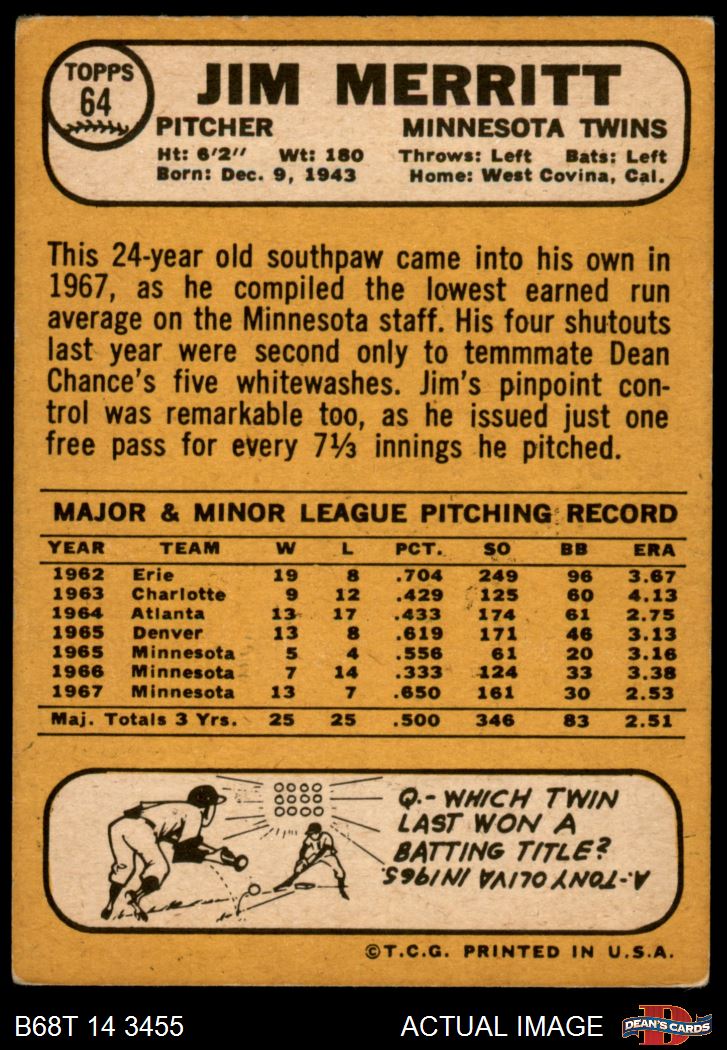 TOPPS
64
JIM MERRITT
PITCHER MINNESOTA TWINS
Ht: 6'2" Wt: 180 Throws: Left Bats: Left
Born: Dec. 9, 1943 Home: West Covina, Cal.
This 24-year old southpaw came into his own in
1967, as he compiled the lowest earned run
average on the Minnesota staff. His four shutouts
last year were second only to temmmate Dean
Chance's five whitewashes. Jim's pinpoint con-
trol was remarkable too, as he issued just one
free pass for every 7⅓ innings he pitched.
MAJOR & MINOR LEAGUE PITCHING RECORD
YEAR TEAM W L PCT. SO BB ERA
1962 Erie 19 8 .704 249 96 3.67
1963 Charlotte 9 12 .429 125 60 4.13
1964 Atlanta 13 17 .433 174 61 2.75
1965 Denver 13 8 .619 171 46 3.13
1965 Minnesota 5 4 .556 61 20 3.16
1966 Minnesota 7 14 .333 124 33 3.38
1967 Minnesota 13 7 .650 161 30 2.53
Maj. Totals 3 Yrs. 25 25 .500 346 83 2.51
Q.- WHICH TWIN
LAST WON A
BATTING TITLE?
A.-TONY OLIVA IN 1965.
©T.C.G. PRINTED IN U.S.A.
B68T 14 3455 ACTUAL IMAGE
D
DEAN'S CARDS